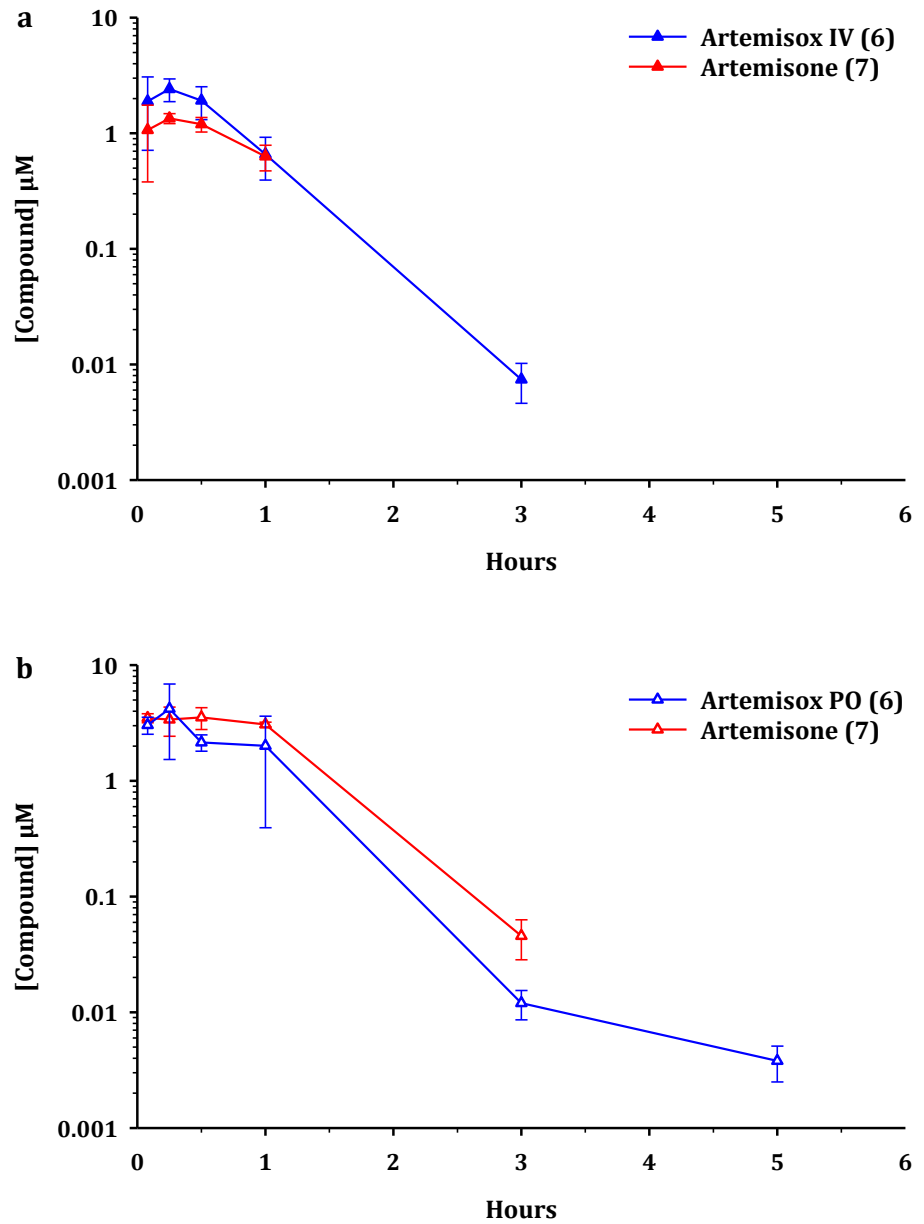 a
10
1
0.1
0.01
0.001
[Compound] µM
Artemisox IV (6)
Artemisone (7)
0 1 2 3 4 5 6
Hours
b
10
1
0.1
0.01
0.001
[Compound] µM
Artemisox PO (6)
Artemisone (7)
0 1 2 3 4 5 6
Hours